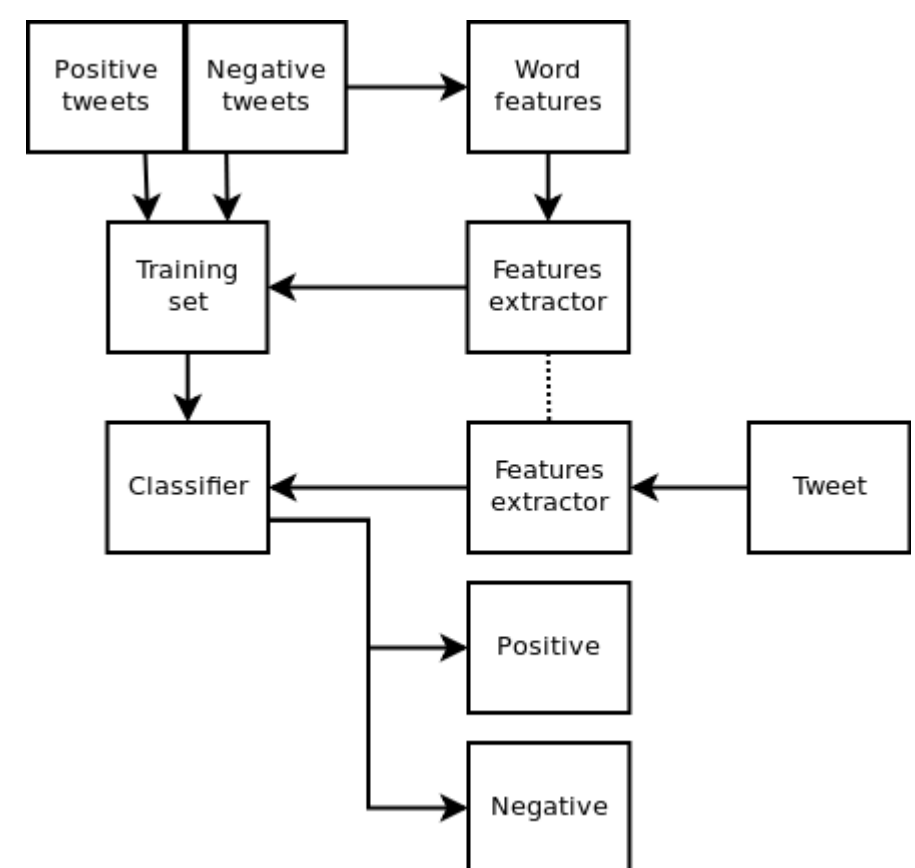 Positive
tweets
Negative
tweets
Word
features
Training
set
Features
extractor
Classifier
Features
extractor
Tweet
Positive
Negative